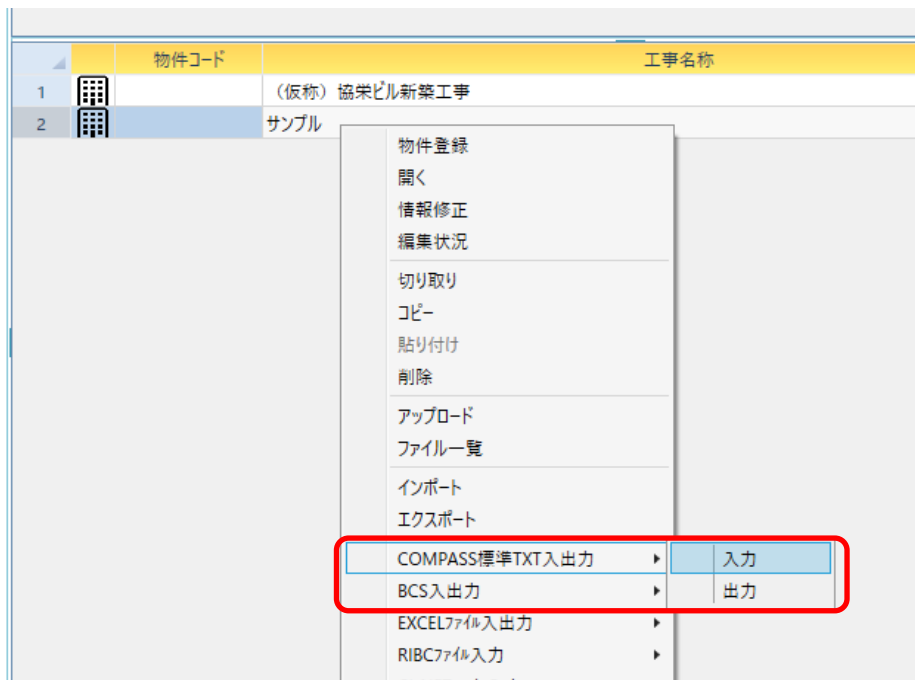 物件コード 工事名称
1 （仮称）協栄ビル新築工事
2 サンプル
物件登録
開く
情報修正
編集状況
切り取り
コピー
貼り付け
削除
アップロード
ファイル一覧
インポート
エクスポート
COMPASS標準TXT入出力 入力
BCS入出力 出力
EXCELﾌｧｲﾙ入出力
RIBCﾌｧｲﾙ入力